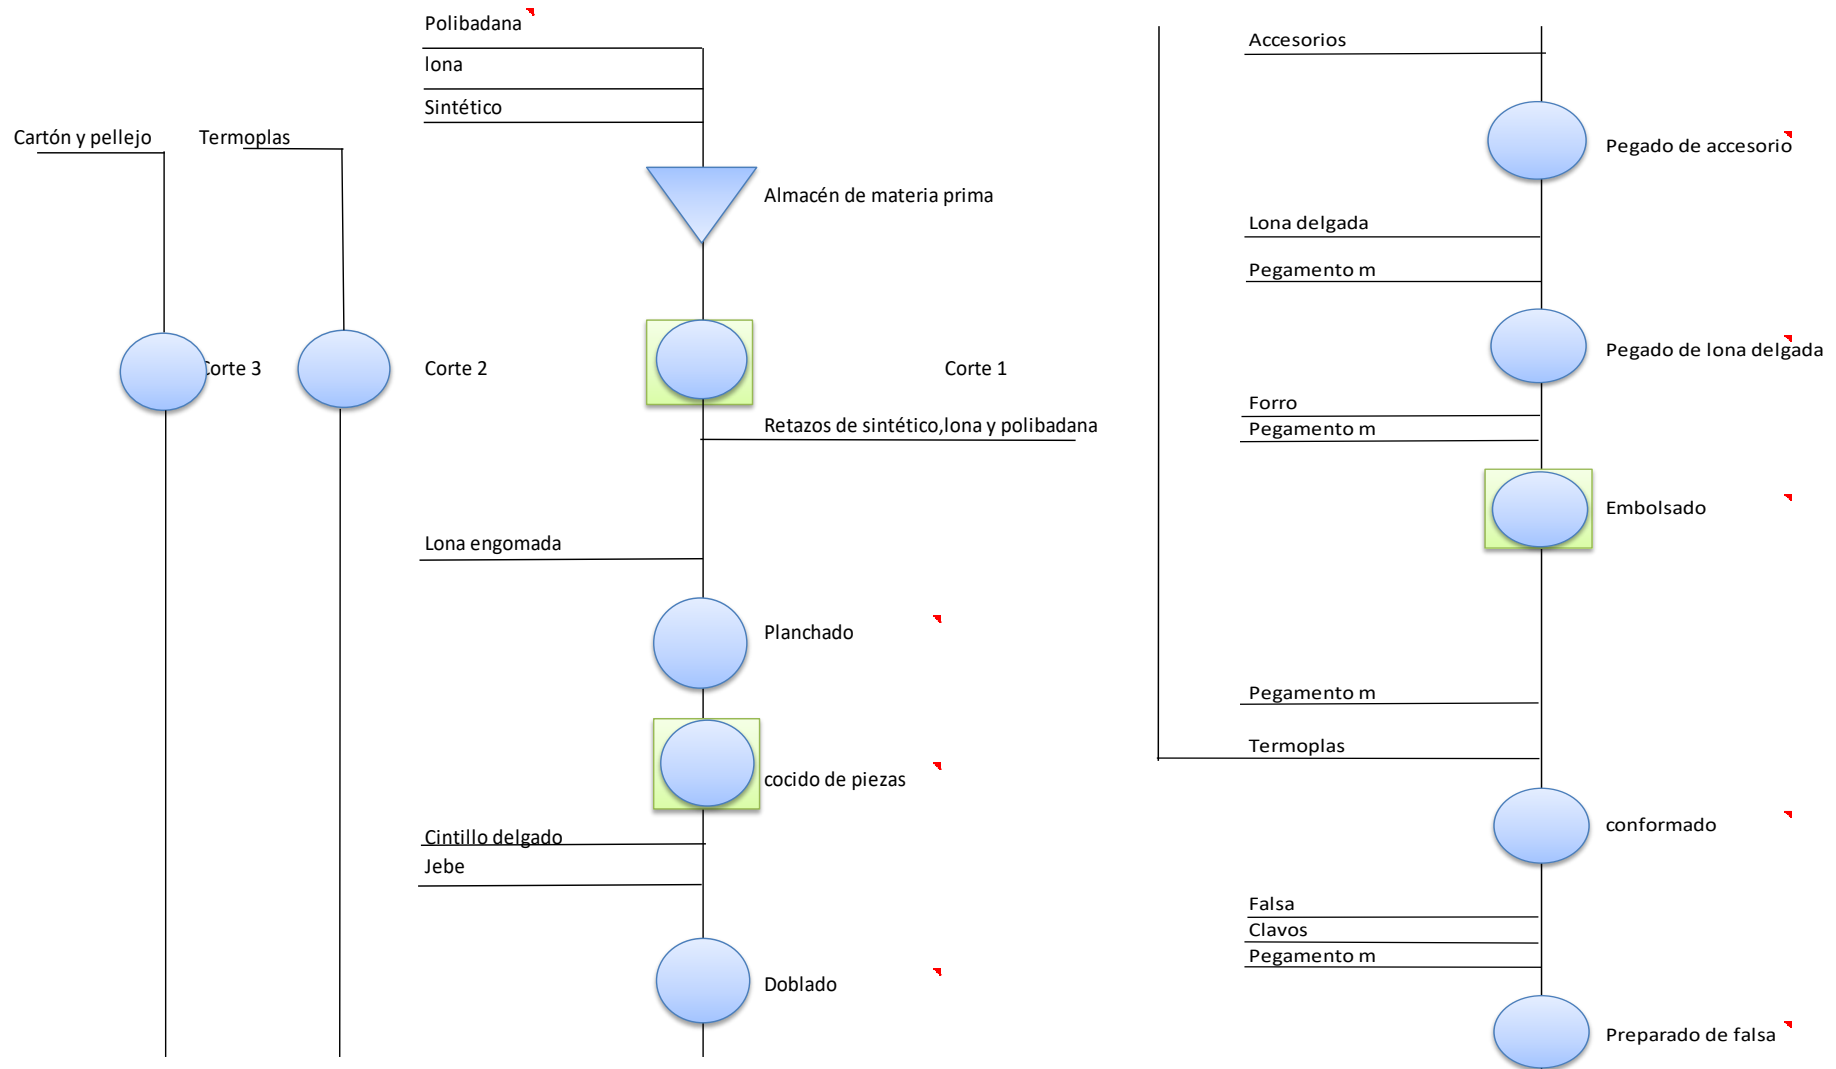 Polibadana
lona
Sintético
Cartón y pellejo
Termoplas
Almacén de materia prima
Corte 3
Corte 2
Corte 1
Retazos de sintético,lona y polibadana
Lona engomada
Planchado
cocido de piezas
Cintillo delgado
Jebe
Doblado
Accesorios
Pegado de accesorio
Lona delgada
Pegamento m
Pegado de lona delgada
Forro
Pegamento m
Embolsado
Pegamento m
Termoplas
conformado
Falsa
Clavos
Pegamento m
Preparado de falsa